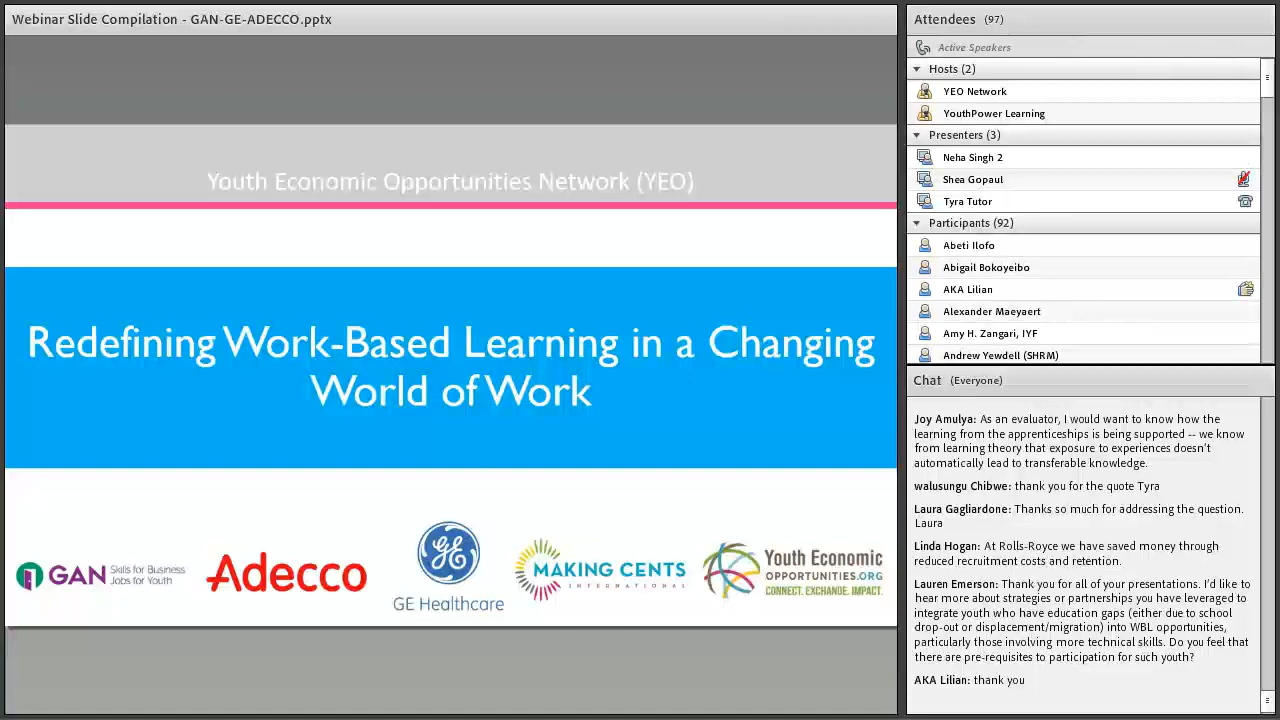 Webinar Slide Compilation - GAN-GE-ADECCO.pptx
Youth Economic Opportunities Network (YEO)
Redefining Work-Based Learning in a Changing
World of Work
GAN Skills for Business
Jobs for Youth
Adecco
GE
GE Healthcare
MAKING CENTS
INTERNATIONAL
Youth Economic
OPPORTUNITIES.ORG
CONNECT. EXCHANGE. IMPACT.
Attendees (97)
Active Speakers
Hosts (2)
YEO Network
YouthPower Learning
Presenters (3)
Neha Singh 2
Shea Gopaul
Tyra Tutor
Participants (92)
Abeti Ilofo
Abigail Bokoyeibo
AKA Lilian
Alexander Maeyaert
Amy H. Zangari, IYF
Andrew Yewdell (SHRM)
Chat (Everyone)
Joy Amulya: As an evaluator, I would want to know how the
learning from the apprenticeships is being supported -- we know
from learning theory that exposure to experiences doesn't
automatically lead to transferable knowledge.
walusungu Chibwe: thank you for the quote Tyra
Laura Gagliardone: Thanks so much for addressing the question.
Laura
Linda Hogan: At Rolls-Royce we have saved money through
reduced recruitment costs and retention.
Lauren Emerson: Thank you for all of your presentations. I'd like to
hear more about strategies or partnerships you have leveraged to
integrate youth who have education gaps (either due to school
drop-out or displacement/migration) into WBL opportunities,
particularly those involving more technical skills. Do you feel that
there are pre-requisites to participation for such youth?
AKA Lilian: thank you